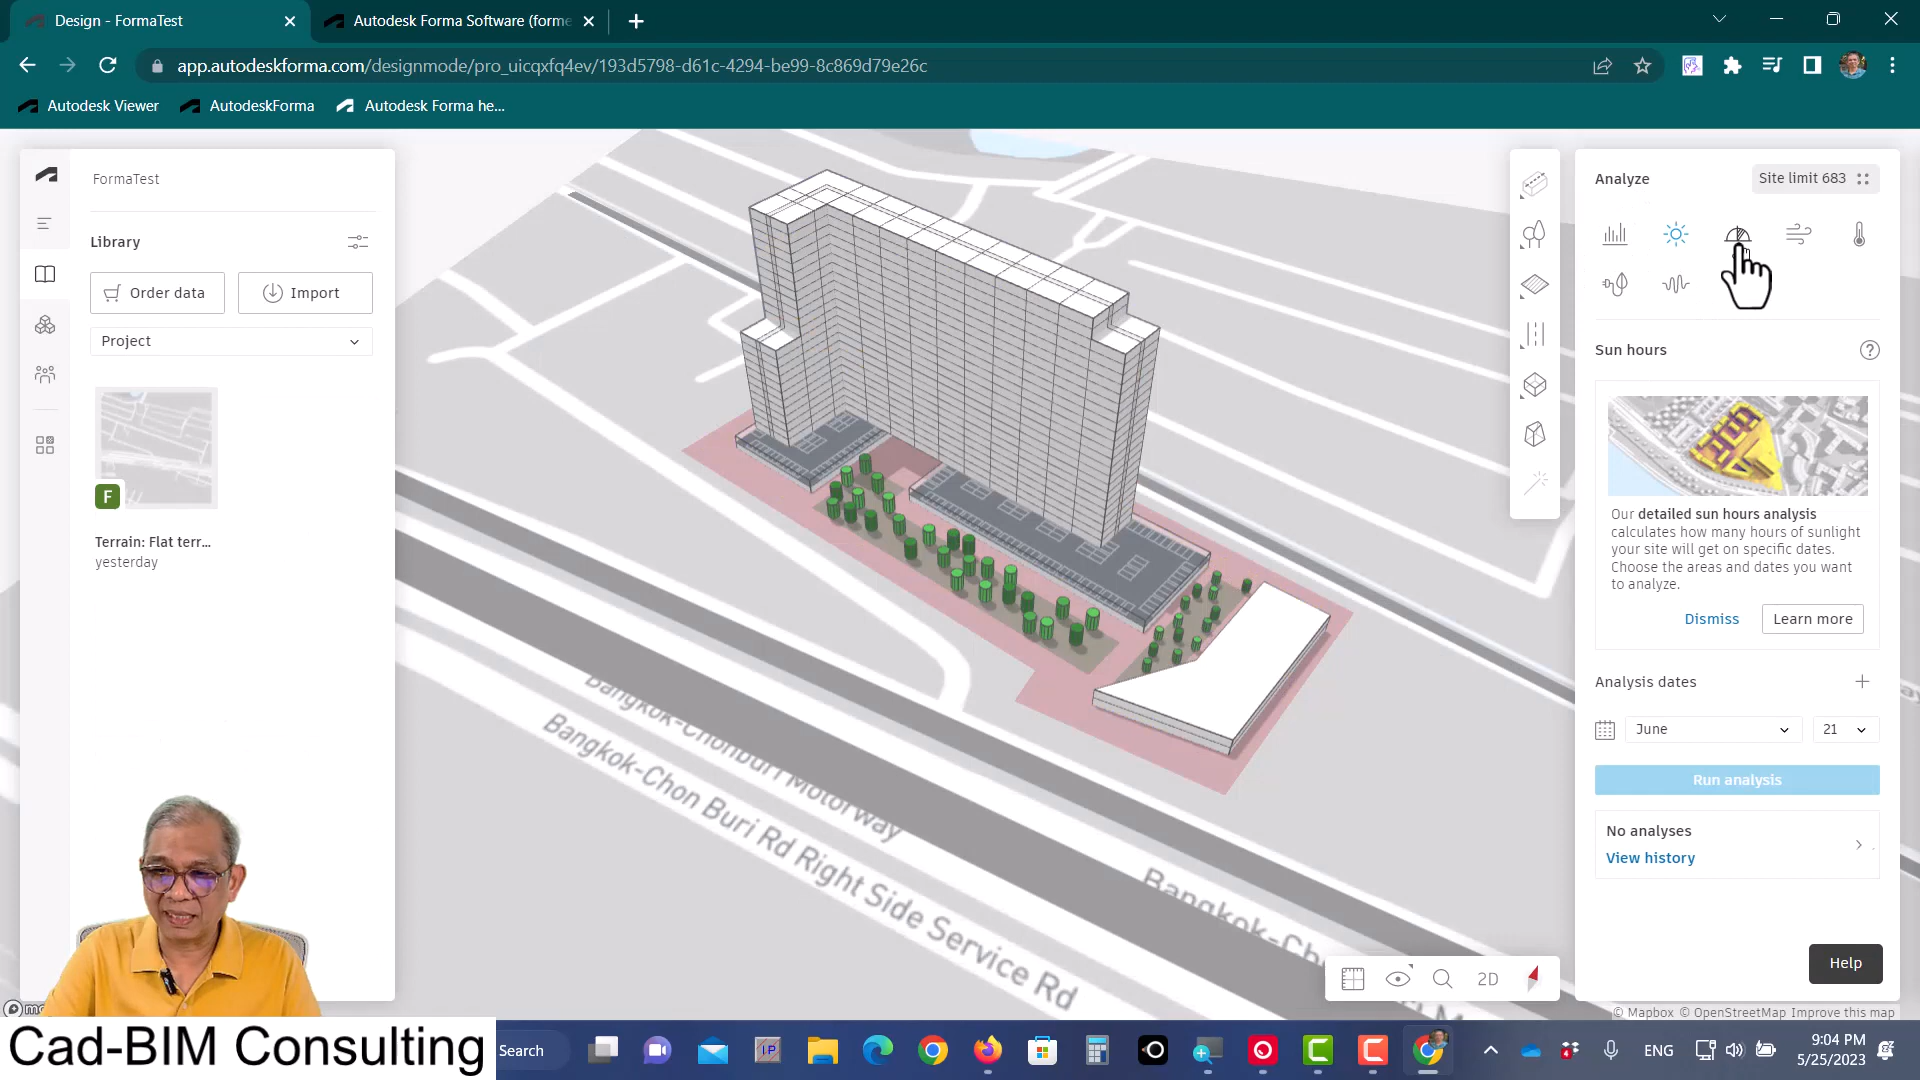 Design - FormaTest
Autodesk Forma Software (forme
app.autodeskforma.com/designmode/pro_uicqxfq4ev/193d5798-d61c-4294-be99-8c869d79e26c
Autodesk Viewer
AutodeskForma
Autodesk Forma he...
FormaTest
Library
Order data
Import
Project
F
Terrain: Flat terr...
yesterday
Bangkok-Chonburi Motorway
Bangkok-Chon Buri Rd Right Side Service Rd
Analyze
Site limit 683
Sun hours
Our detailed sun hours analysis
calculates how many hours of sunlight
your site will get on specific dates.
Choose the areas and dates you want
to analyze.
Dismiss
Learn more
Analysis dates
June
21
Run analysis
No analyses
View history
Help
2D
© Mapbox © OpenStreetMap Improve this map
Cad-BIM Consulting
Search
ENG
9:04 PM
5/25/2023